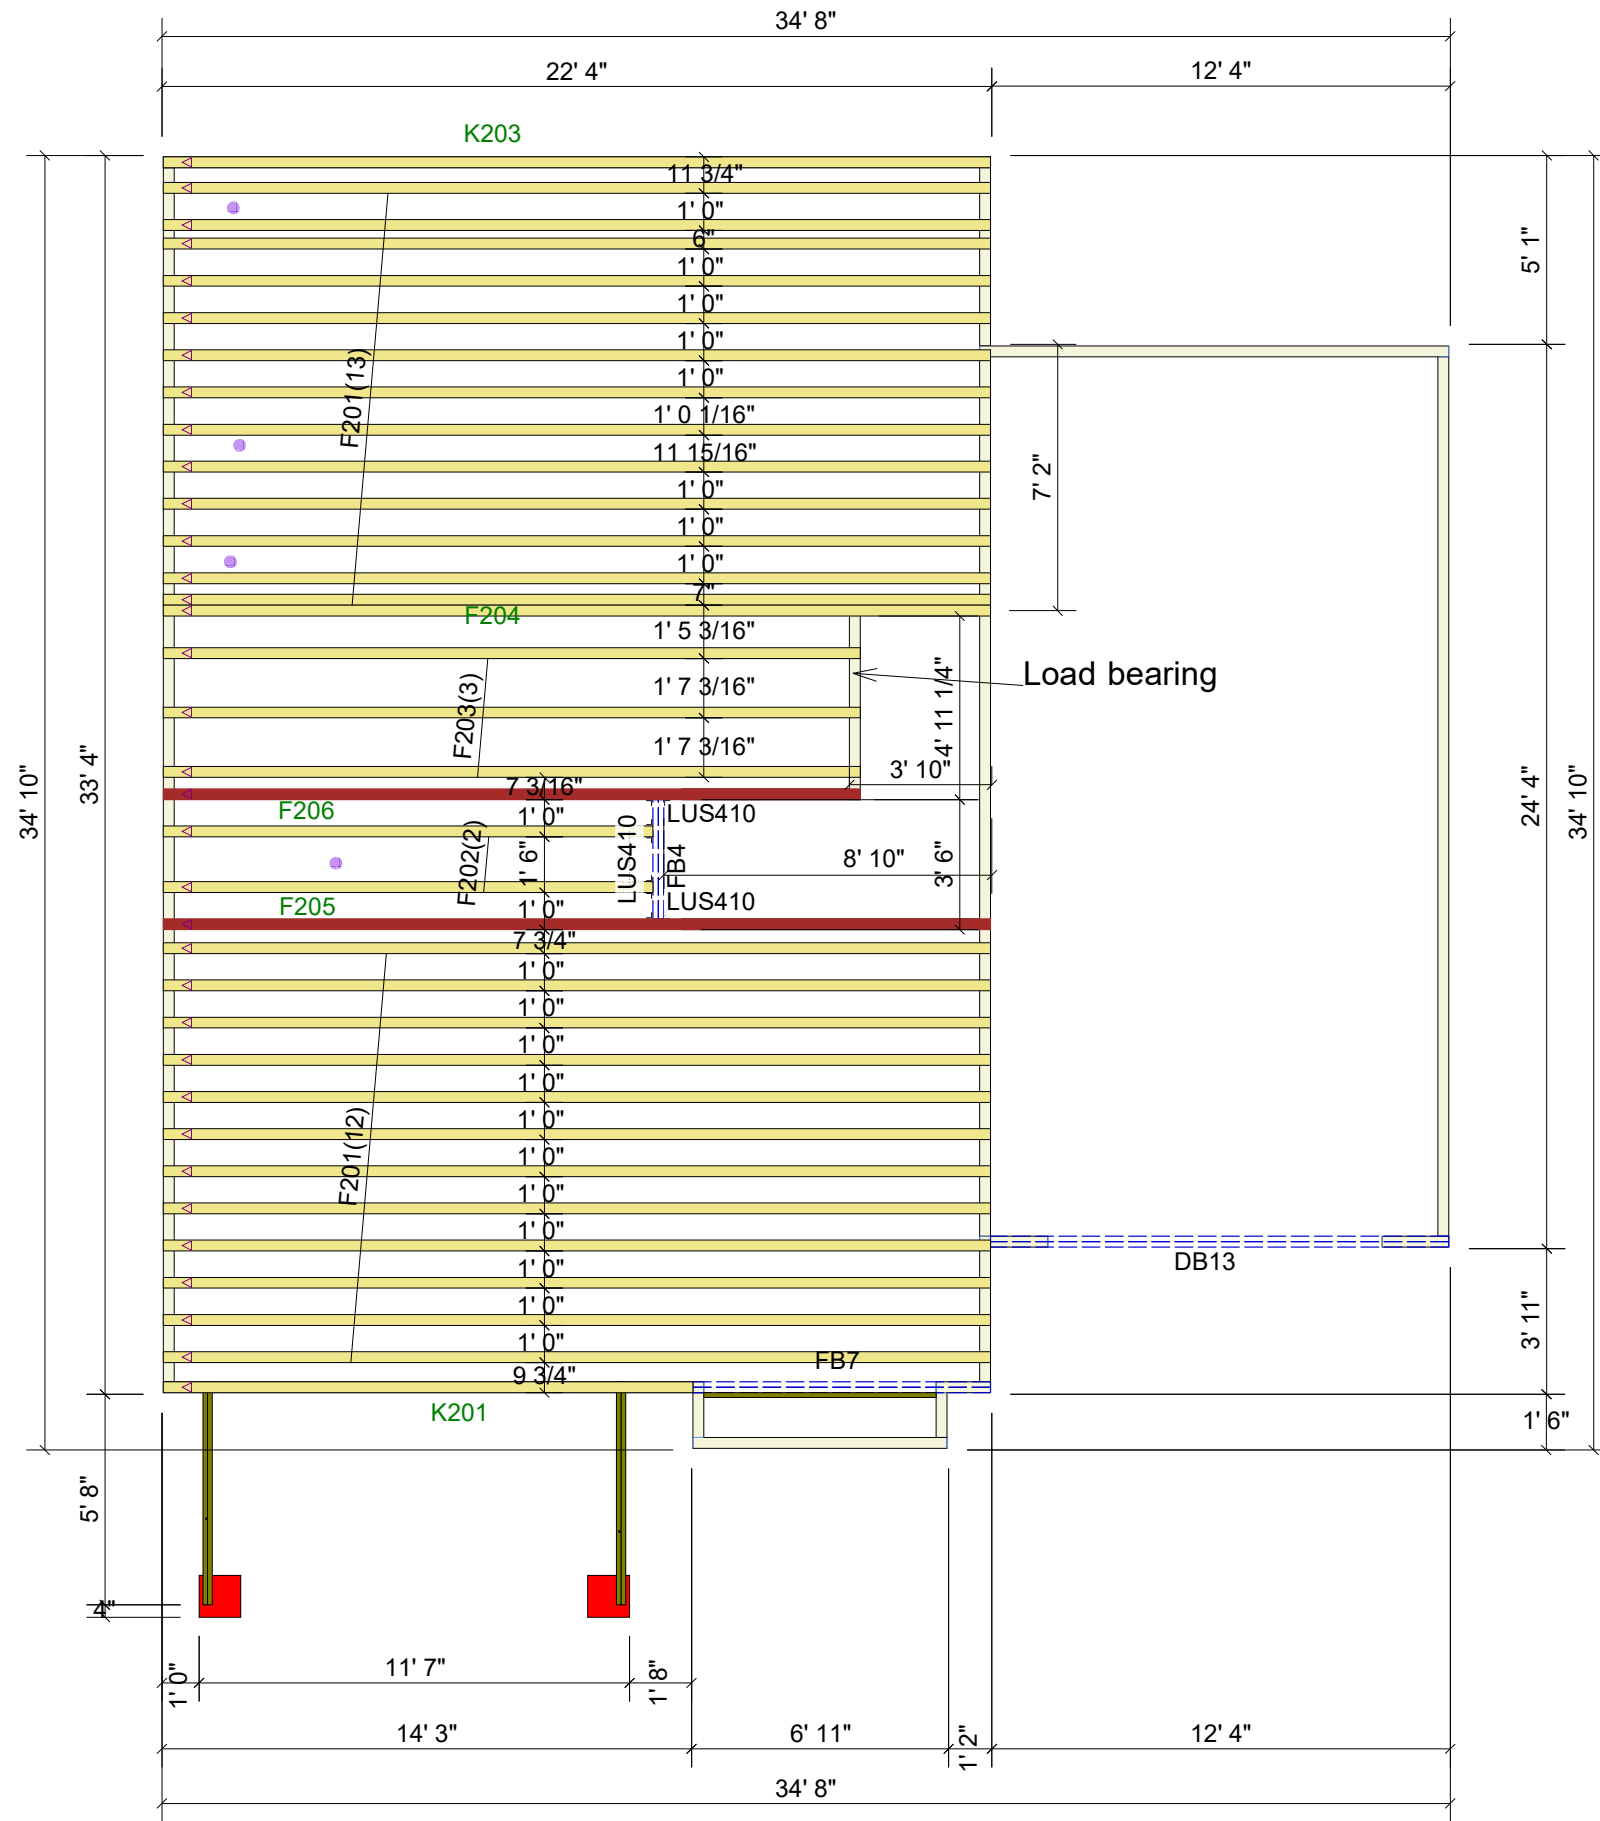 34' 8"
22' 4"
12' 4"
K203
11 3/4"
1' 0"
6"
1' 0"
1' 0"
1' 0"
1' 0"
1' 0 1/16"
11 15/16"
1' 0"
1' 0"
1' 0"
7"
F201(13)
F204
1' 5 3/16"
1' 7 3/16"
1' 7 3/16"
F203(3)
Load bearing
4' 11 1/4"
3' 10"
7' 2"
5' 1"
34' 10"
33' 4"
24' 4"
34' 10"
7 3/16"
F206
1' 0"
LUS410
LUS410
FB4
F202(2)
1' 6"
8' 10"
3' 6"
F205
1' 0"
LUS410
7 3/4"
1' 0"
1' 0"
1' 0"
1' 0"
1' 0"
1' 0"
1' 0"
1' 0"
1' 0"
1' 0"
1' 0"
F201(12)
9 3/4"
FB7
DB13
3' 11"
K201
1' 6"
5' 8"
4"
1' 0"
11' 7"
1' 8"
14' 3"
6' 11"
1' 2"
12' 4"
34' 8"